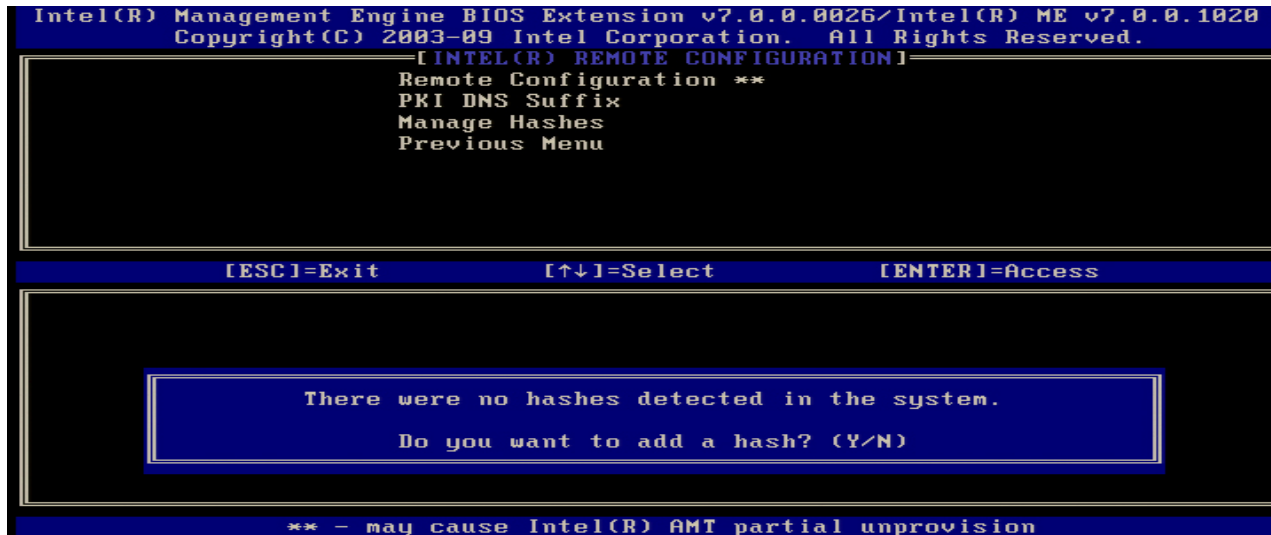 Intel(R) Management Engine BIOS Extension v7.0.0.0026/Intel(R) ME v7.0.0.1020
Copyright(C) 2003-09 Intel Corporation. All Rights Reserved.
[INTEL(R) REMOTE CONFIGURATION]
Remote Configuration **
PKI DNS Suffix
Manage Hashes
Previous Menu
[ESC]=Exit [↑↓]=Select [ENTER]=Access
There were no hashes detected in the system.
Do you want to add a hash? (Y/N)
** - may cause Intel(R) AMT partial unprovision